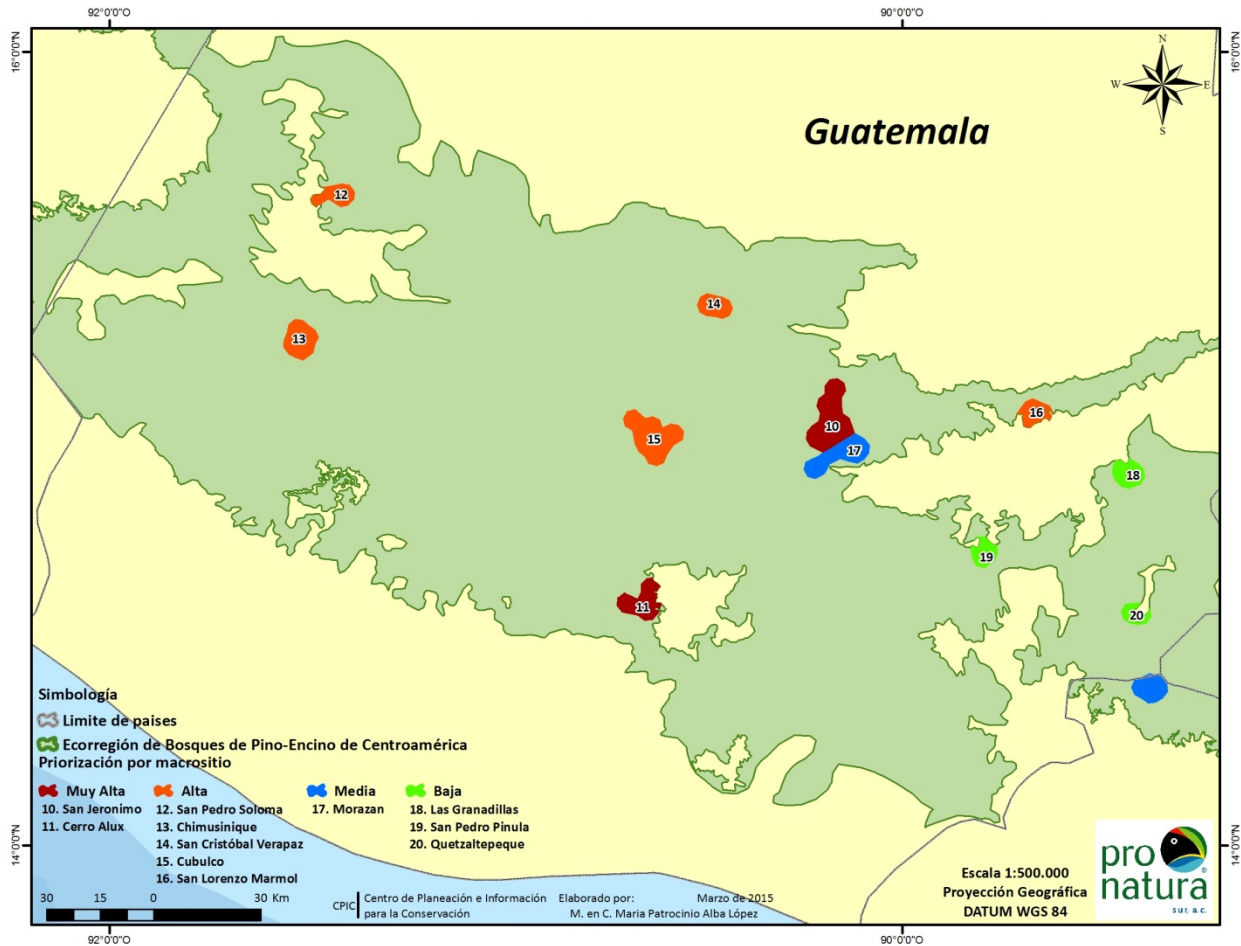 92°0'0"O
90°0'0"O
16°0'0"N
16°0'0"N
N
W
E
S
Guatemala
12
14
13
16
10
15
17
18
19
11
20
Simbología
Limite de paises
Ecorregión de Bosques de Pino-Encino de Centroamérica
Priorización por macrositio
Muy Alta
10. San Jeronimo
11. Cerro Alux
Alta
12. San Pedro Soloma
13. Chimusinique
14. San Cristóbal Verapaz
15. Cubulco
16. San Lorenzo Marmol
Media
17. Morazan
Baja
18. Las Granadillas
19. San Pedro Pinula
20. Quetzaltepeque
14°0'0"N
14°0'0"N
30 15 0 30 Km
CPIC
Centro de Planeación e Información
para la Conservación
Elaborado por: Marzo de 2015
M. en C. Maria Patrocinio Alba López
Escala 1:500.000
Proyección Geográfica
DATUM WGS 84
pro
natura
sur, a.c.
92°0'0"O
90°0'0"O